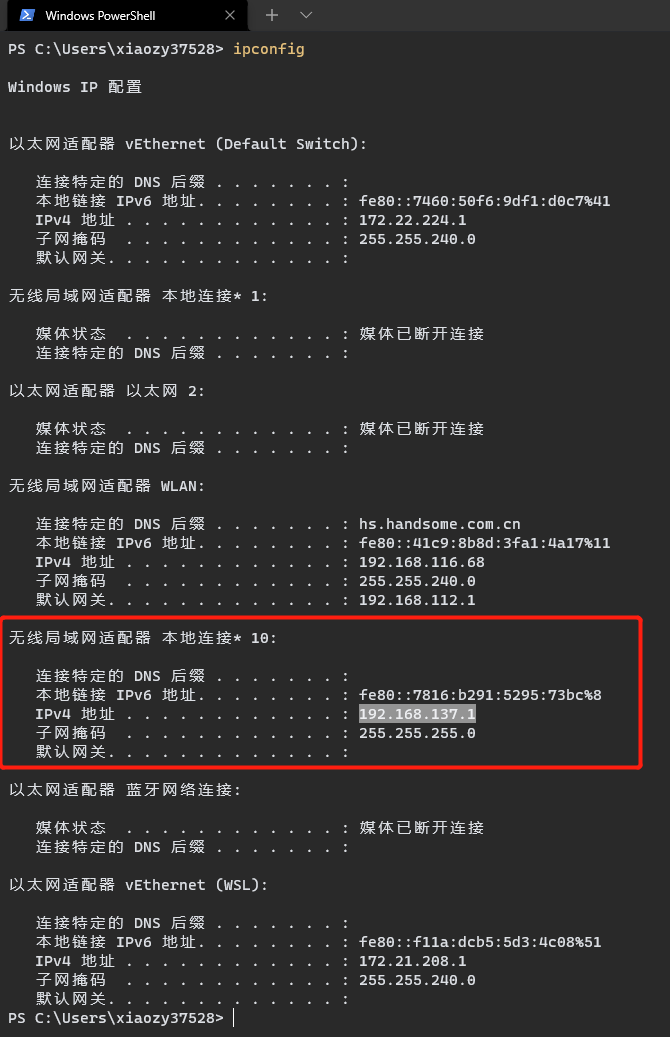 Windows PowerShell
PS C:\Users\xiaozy37528> ipconfig
Windows IP 配置
以太网适配器 vEthernet (Default Switch):
连接特定的 DNS 后缀 . . . . . . . :
本地链接 IPv6 地址. . . . . . . . : fe80::7460:50f6:9df1:d0c7%41
IPv4 地址 . . . . . . . . . . . . : 172.22.224.1
子网掩码  . . . . . . . . . . . . : 255.255.240.0
默认网关. . . . . . . . . . . . . :
无线局域网适配器 本地连接* 1:
媒体状态  . . . . . . . . . . . . : 媒体已断开连接
连接特定的 DNS 后缀 . . . . . . . :
以太网适配器 以太网 2:
媒体状态  . . . . . . . . . . . . : 媒体已断开连接
连接特定的 DNS 后缀 . . . . . . . :
无线局域网适配器 WLAN:
连接特定的 DNS 后缀 . . . . . . . : hs.handsome.com.cn
本地链接 IPv6 地址. . . . . . . . : fe80::41c9:8b8d:3fa1:4a17%11
IPv4 地址 . . . . . . . . . . . . : 192.168.116.68
子网掩码  . . . . . . . . . . . . : 255.255.240.0
默认网关. . . . . . . . . . . . . : 192.168.112.1
无线局域网适配器 本地连接* 10:
连接特定的 DNS 后缀 . . . . . . . :
本地链接 IPv6 地址. . . . . . . . : fe80::7816:b291:5295:73bc%8
IPv4 地址 . . . . . . . . . . . . : 192.168.137.1
子网掩码  . . . . . . . . . . . . : 255.255.255.0
默认网关. . . . . . . . . . . . . :
以太网适配器 蓝牙网络连接:
媒体状态  . . . . . . . . . . . . : 媒体已断开连接
连接特定的 DNS 后缀 . . . . . . . :
以太网适配器 vEthernet (WSL):
连接特定的 DNS 后缀 . . . . . . . :
本地链接 IPv6 地址. . . . . . . . : fe80::f11a:dcb5:5d3:4c08%51
IPv4 地址 . . . . . . . . . . . . : 172.21.208.1
子网掩码  . . . . . . . . . . . . : 255.255.240.0
默认网关. . . . . . . . . . . . . :
PS C:\Users\xiaozy37528>